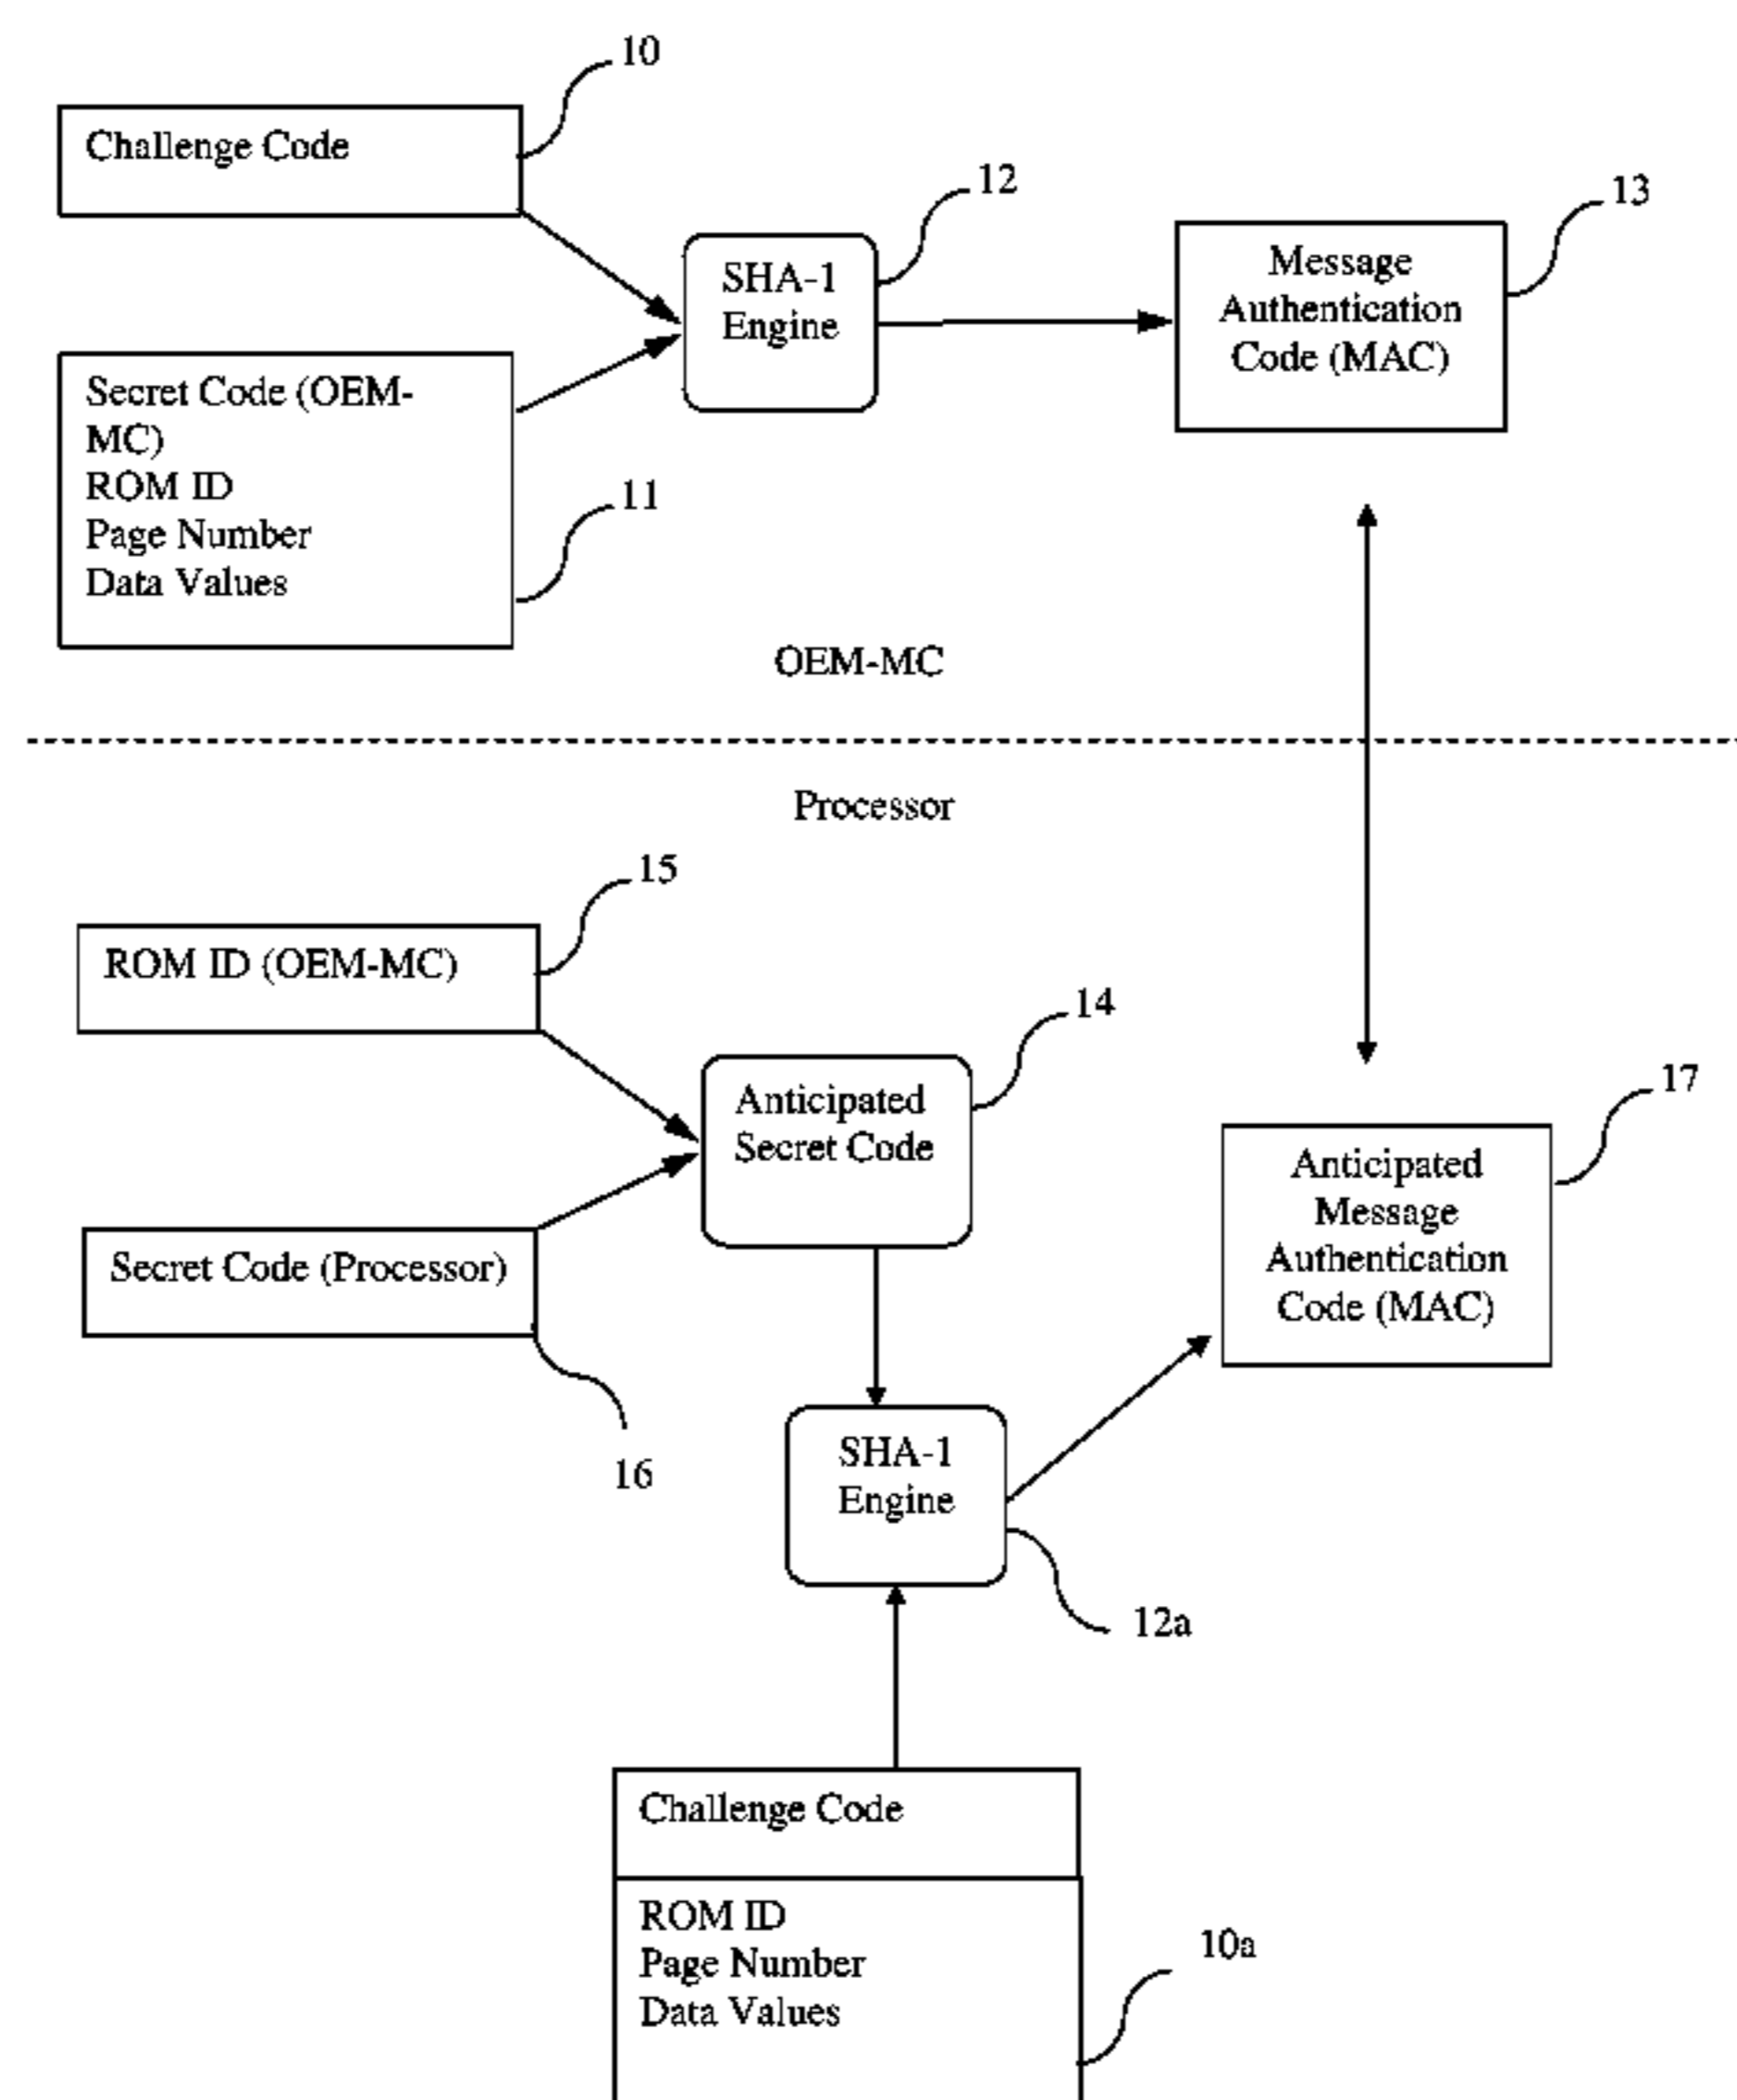 10
Challenge Code
12
13
SHA-1
Engine
Message
Authentication
Code (MAC)
Secret Code (OEM-
MC)
ROM ID
Page Number
Data Values
11
OEM-MC
Processor
15
ROM ID (OEM-MC)
14
Anticipated
Secret Code
17
Anticipated
Message
Authentication
Code (MAC)
Secret Code (Processor)
16
SHA-1
Engine
12a
Challenge Code
ROM ID
Page Number
Data Values
10a